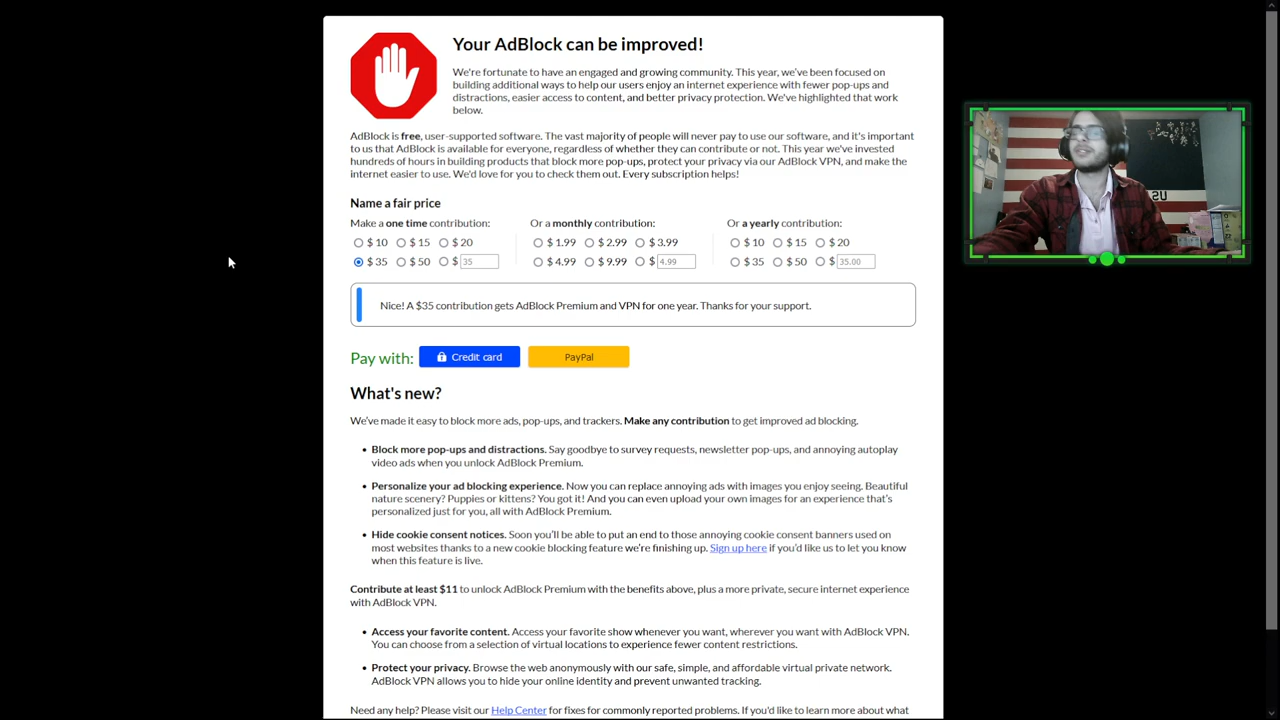 Your AdBlock can be improved!
We're fortunate to have an engaged and growing community. This year, we've been focused on
building additional ways to help our users enjoy an internet experience with fewer pop-ups and
distractions, easier access to content, and better privacy protection. We've highlighted that work
below.
AdBlock is free, user-supported software. The vast majority of people will never pay to use our software, and it's important
to us that AdBlock is available for everyone, regardless of whether they can contribute or not. This year we've invested
hundreds of hours in building products that block more pop-ups, protect your privacy via our AdBlock VPN, and make the
internet easier to use. We'd love for you to check them out. Every subscription helps!
Name a fair price
Make a one time contribution:
$ 10 $ 15 $ 20
$ 35 $ 50 $ 35
Or a monthly contribution:
$ 1.99 $ 2.99 $ 3.99
$ 4.99 $ 9.99 $ 4.99
Or a yearly contribution:
$ 10 $ 15 $ 20
$ 35 $ 50 $ 35.00
Nice! A $35 contribution gets AdBlock Premium and VPN for one year. Thanks for your support.
Pay with: Credit card PayPal
What's new?
We've made it easy to block more ads, pop-ups, and trackers. Make any contribution to get improved ad blocking.
• Block more pop-ups and distractions. Say goodbye to survey requests, newsletter pop-ups, and annoying autoplay
video ads when you unlock AdBlock Premium.
• Personalize your ad blocking experience. Now you can replace annoying ads with images you enjoy seeing. Beautiful
nature scenery? Puppies or kittens? You got it! And you can even upload your own images for an experience that's
personalized just for you, all with AdBlock Premium.
• Hide cookie consent notices. Soon you'll be able to put an end to those annoying cookie consent banners used on
most websites thanks to a new cookie blocking feature we're finishing up. Sign up here if you'd like us to let you know
when this feature is live.
Contribute at least $11 to unlock AdBlock Premium with the benefits above, plus a more private, secure internet experience
with AdBlock VPN.
• Access your favorite content. Access your favorite show whenever you want, wherever you want with AdBlock VPN.
You can choose from a selection of virtual locations to experience fewer content restrictions.
• Protect your privacy. Browse the web anonymously with our safe, simple, and affordable virtual private network.
AdBlock VPN allows you to hide your online identity and prevent unwanted tracking.
Need any help? Please visit our Help Center for fixes for commonly reported problems. If you'd like to learn more about what